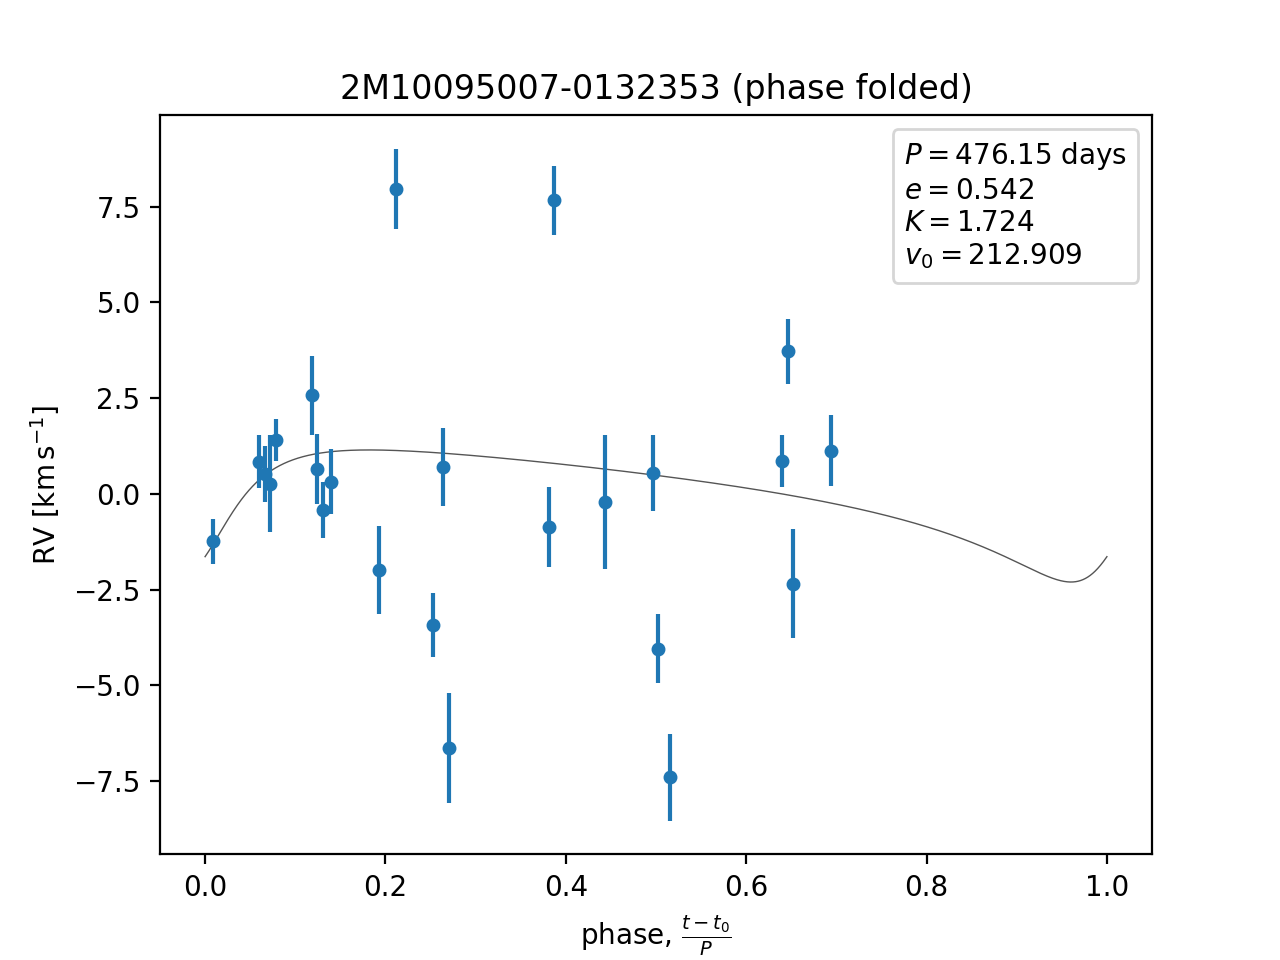 2M10095007-0132353 (phase folded)
P = 476.15 days
e = 0.542
K = 1.724
v₀ = 212.909
RV [km s⁻¹]
7.5
5.0
2.5
0.0
−2.5
−5.0
−7.5
0.0 0.2 0.4 0.6 0.8 1.0
phase, (t − t₀)/P